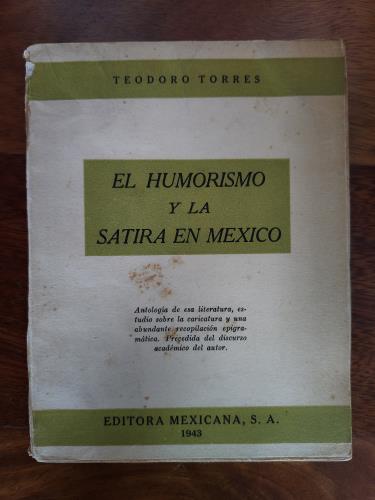 TEODORO TORRES
EL HUMORISMO
Y LA
SATIRA EN MEXICO
Antología de esa literatura, es-
tudio sobre la caricatura y una
abundante recopilación epigra-
mática. Precedida del discurso
académico del autor.
EDITORA MEXICANA, S. A.
1943